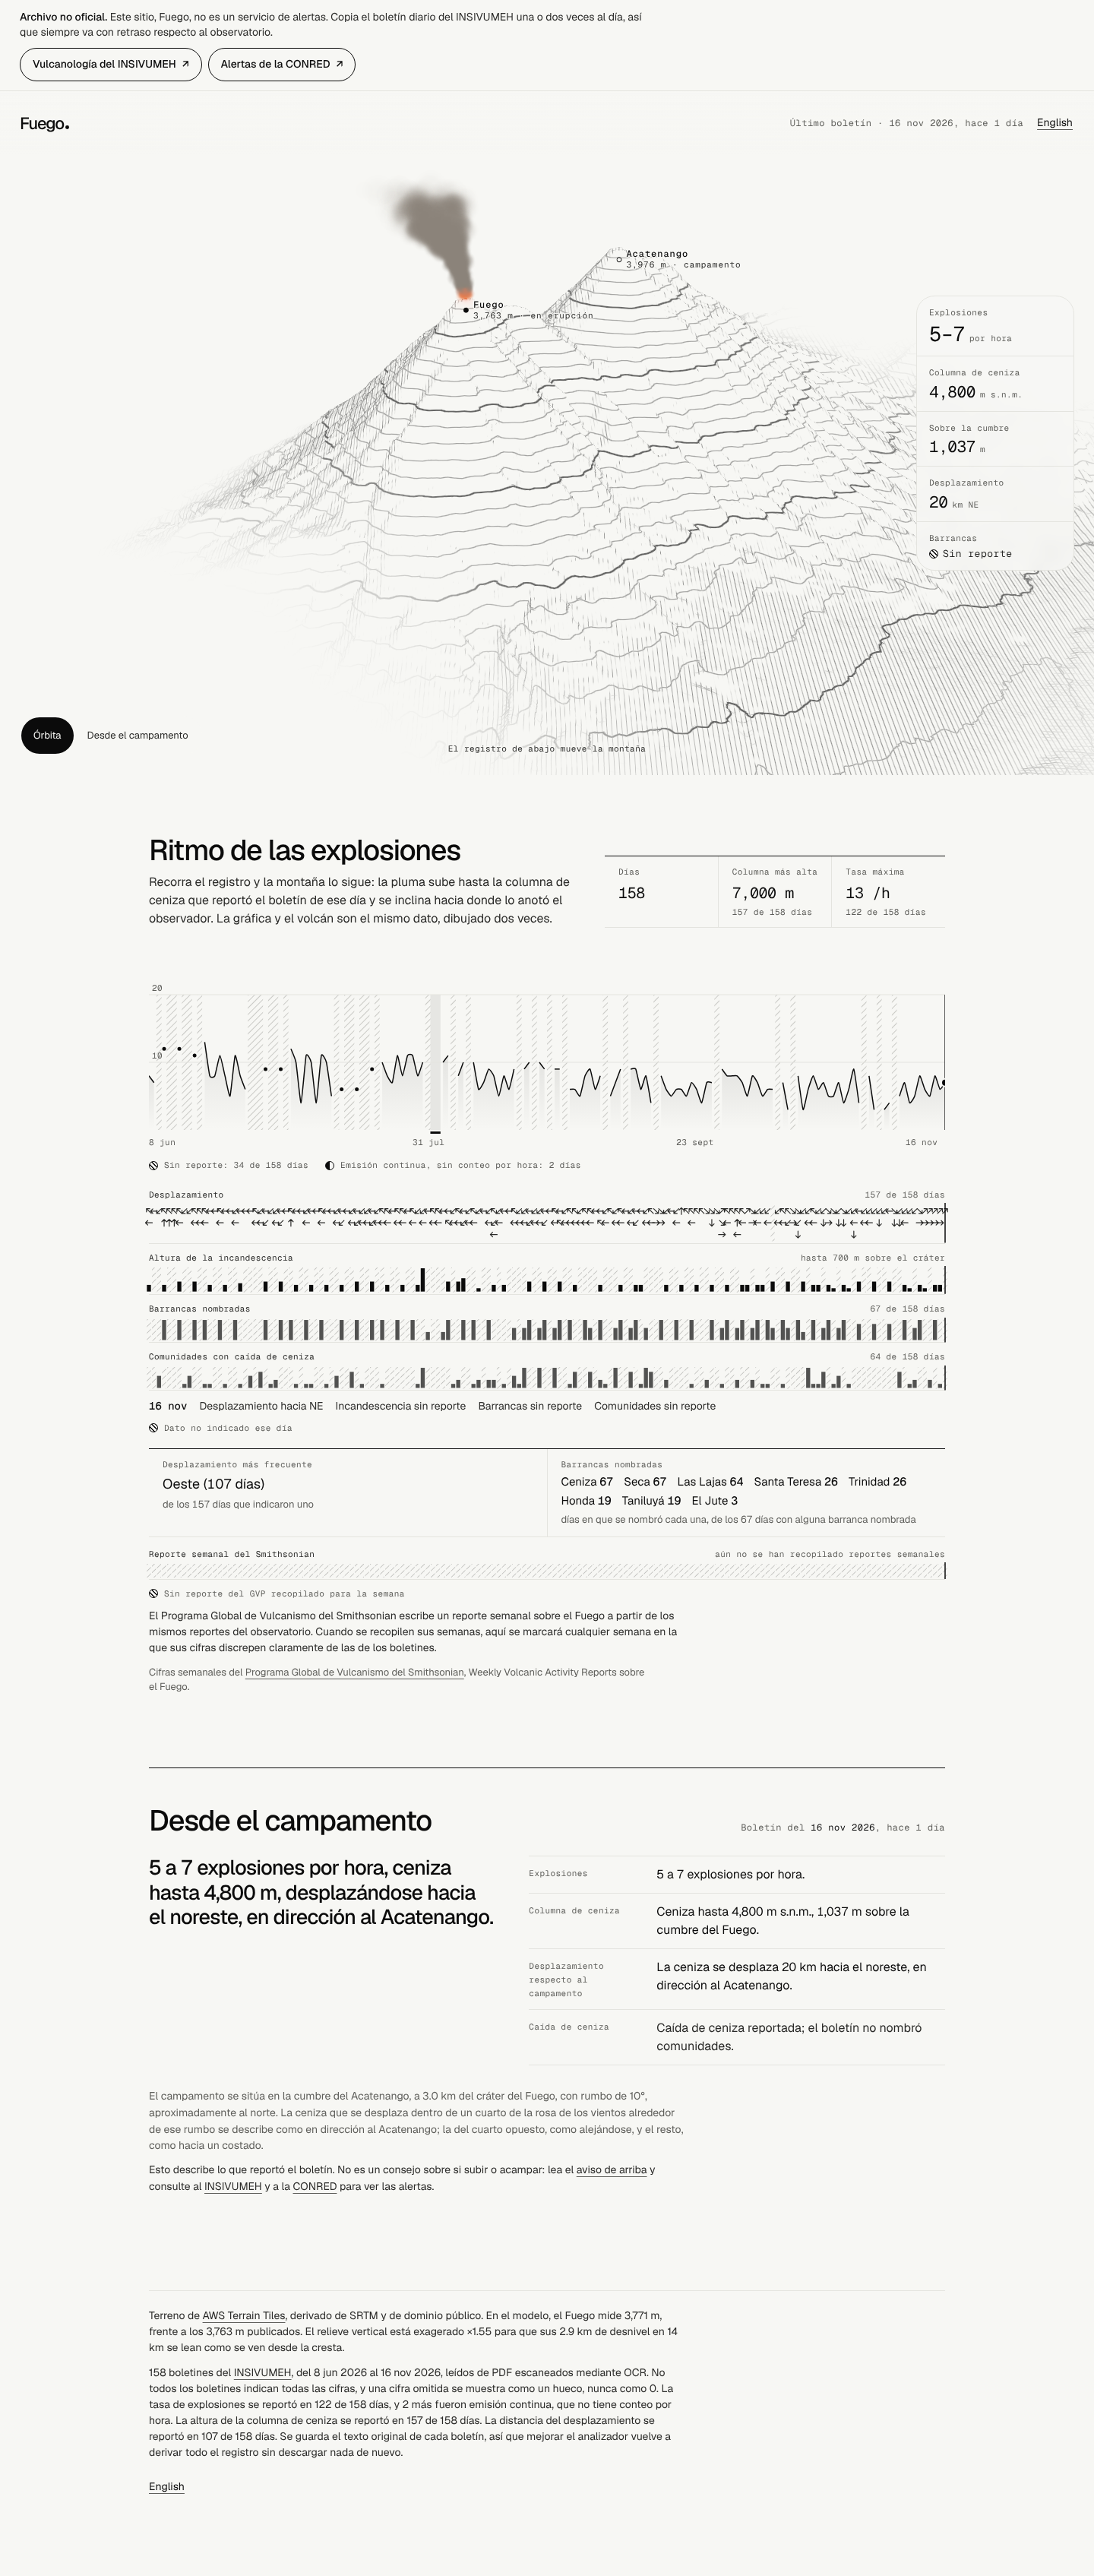 Archivo no oficial. Este sitio, Fuego, no es un servicio de alertas. Copia el boletín diario del INSIVUMEH una o dos veces al día, así
que siempre va con retraso respecto al observatorio.
Vulcanología del INSIVUMEH ↗ Alertas de la CONRED ↗
Fuego.
Último boletín · 16 nov 2026, hace 1 día English
Acatenango
3,976 m · campamento
Fuego
3,763 m · en erupción
Explosiones
5–7 por hora
Columna de ceniza
4,800 m s.n.m.
Sobre la cumbre
1,037 m
Desplazamiento
20 km NE
Barrancas
Sin reporte
Órbita Desde el campamento
El registro de abajo mueve la montaña
Ritmo de las explosiones
Recorra el registro y la montaña lo sigue: la pluma sube hasta la columna de
ceniza que reportó el boletín de ese día y se inclina hacia donde lo anotó el
observador. La gráfica y el volcán son el mismo dato, dibujado dos veces.
Días
158
Columna más alta
7,000 m
157 de 158 días
Tasa máxima
13 /h
122 de 158 días
20
10
8 jun 31 jul 23 sept 16 nov
Sin reporte: 34 de 158 días Emisión continua, sin conteo por hora: 2 días
Desplazamiento 157 de 158 días
Altura de la incandescencia hasta 700 m sobre el cráter
Barrancas nombradas 67 de 158 días
Comunidades con caída de ceniza 64 de 158 días
16 nov Desplazamiento hacia NE Incandescencia sin reporte Barrancas sin reporte Comunidades sin reporte
Dato no indicado ese día
Desplazamiento más frecuente
Oeste (107 días)
de los 157 días que indicaron uno
Barrancas nombradas
Ceniza 67 Seca 67 Las Lajas 64 Santa Teresa 26 Trinidad 26
Honda 19 Taniluyá 19 El Jute 3
días en que se nombró cada una, de los 67 días con alguna barranca nombrada
Reporte semanal del Smithsonian aún no se han recopilado reportes semanales
Sin reporte del GVP recopilado para la semana
El Programa Global de Vulcanismo del Smithsonian escribe un reporte semanal sobre el Fuego a partir de los
mismos reportes del observatorio. Cuando se recopilen sus semanas, aquí se marcará cualquier semana en la
que sus cifras discrepen claramente de las de los boletines.
Cifras semanales del Programa Global de Vulcanismo del Smithsonian, Weekly Volcanic Activity Reports sobre
el Fuego.
Desde el campamento
Boletín del 16 nov 2026, hace 1 día
5 a 7 explosiones por hora, ceniza
hasta 4,800 m, desplazándose hacia
el noreste, en dirección al Acatenango.
Explosiones
5 a 7 explosiones por hora.
Columna de ceniza
Ceniza hasta 4,800 m s.n.m., 1,037 m sobre la
cumbre del Fuego.
Desplazamiento
respecto al
campamento
La ceniza se desplaza 20 km hacia el noreste, en
dirección al Acatenango.
Caída de ceniza
Caída de ceniza reportada; el boletín no nombró
comunidades.
El campamento se sitúa en la cumbre del Acatenango, a 3.0 km del cráter del Fuego, con rumbo de 10°,
aproximadamente al norte. La ceniza que se desplaza dentro de un cuarto de la rosa de los vientos alrededor
de ese rumbo se describe como en dirección al Acatenango; la del cuarto opuesto, como alejándose, y el resto,
como hacia un costado.
Esto describe lo que reportó el boletín. No es un consejo sobre si subir o acampar: lea el aviso de arriba y
consulte al INSIVUMEH y a la CONRED para ver las alertas.
Terreno de AWS Terrain Tiles, derivado de SRTM y de dominio público. En el modelo, el Fuego mide 3,771 m,
frente a los 3,763 m publicados. El relieve vertical está exagerado ×1.55 para que sus 2.9 km de desnivel en 14
km se lean como se ven desde la cresta.
158 boletines del INSIVUMEH, del 8 jun 2026 al 16 nov 2026, leídos de PDF escaneados mediante OCR. No
todos los boletines indican todas las cifras, y una cifra omitida se muestra como un hueco, nunca como 0. La
tasa de explosiones se reportó en 122 de 158 días, y 2 más fueron emisión continua, que no tiene conteo por
hora. La altura de la columna de ceniza se reportó en 157 de 158 días. La distancia del desplazamiento se
reportó en 107 de 158 días. Se guarda el texto original de cada boletín, así que mejorar el analizador vuelve a
derivar todo el registro sin descargar nada de nuevo.
English